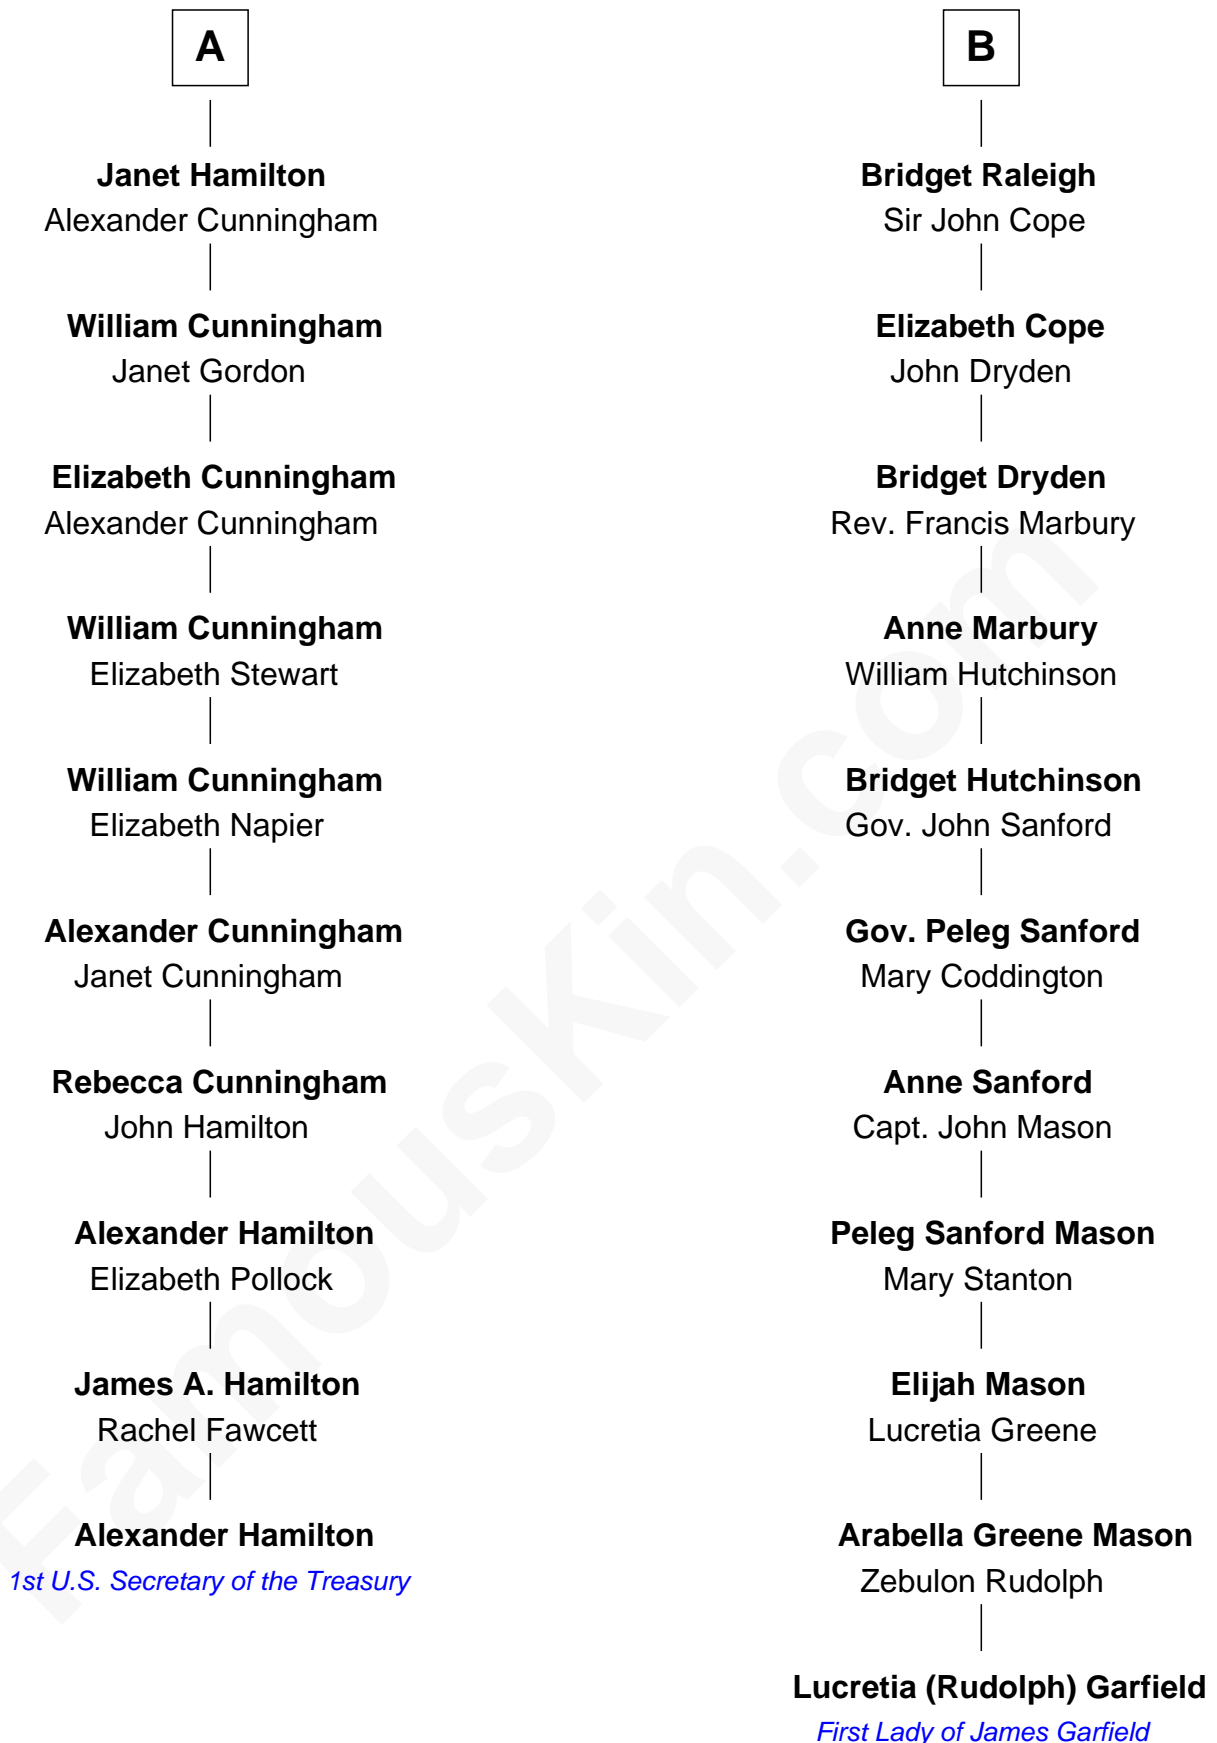 A
Janet Hamilton
Alexander Cunningham
William Cunningham
Janet Gordon
Elizabeth Cunningham
Alexander Cunningham
William Cunningham
Elizabeth Stewart
William Cunningham
Elizabeth Napier
Alexander Cunningham
Janet Cunningham
Rebecca Cunningham
John Hamilton
Alexander Hamilton
Elizabeth Pollock
James A. Hamilton
Rachel Fawcett
Alexander Hamilton
1st U.S. Secretary of the Treasury
B
Bridget Raleigh
Sir John Cope
Elizabeth Cope
John Dryden
Bridget Dryden
Rev. Francis Marbury
Anne Marbury
William Hutchinson
Bridget Hutchinson
Gov. John Sanford
Gov. Peleg Sanford
Mary Coddington
Anne Sanford
Capt. John Mason
Peleg Sanford Mason
Mary Stanton
Elijah Mason
Lucretia Greene
Arabella Greene Mason
Zebulon Rudolph
Lucretia (Rudolph) Garfield
First Lady of James Garfield
FamousKin.com